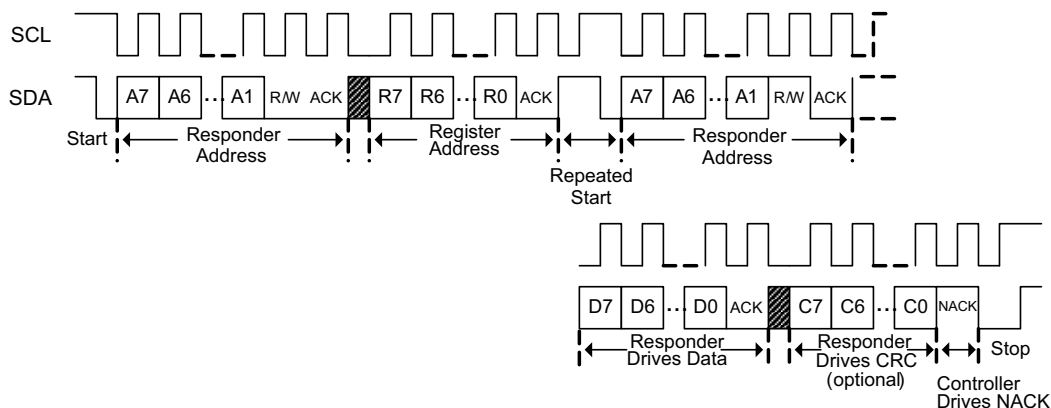 SCL
SDA
A7 A6 ... A1 R/W ACK R7 R6 ... R0 ACK A7 A6 ... A1 R/W ACK
Start
Responder
Address
Register
Address
Repeated
Start
Responder
Address
D7 D6 ... D0 ACK C7 C6 ... C0 NACK
Responder
Drives Data
Responder
Drives CRC
(optional)
Stop
Controller
Drives NACK